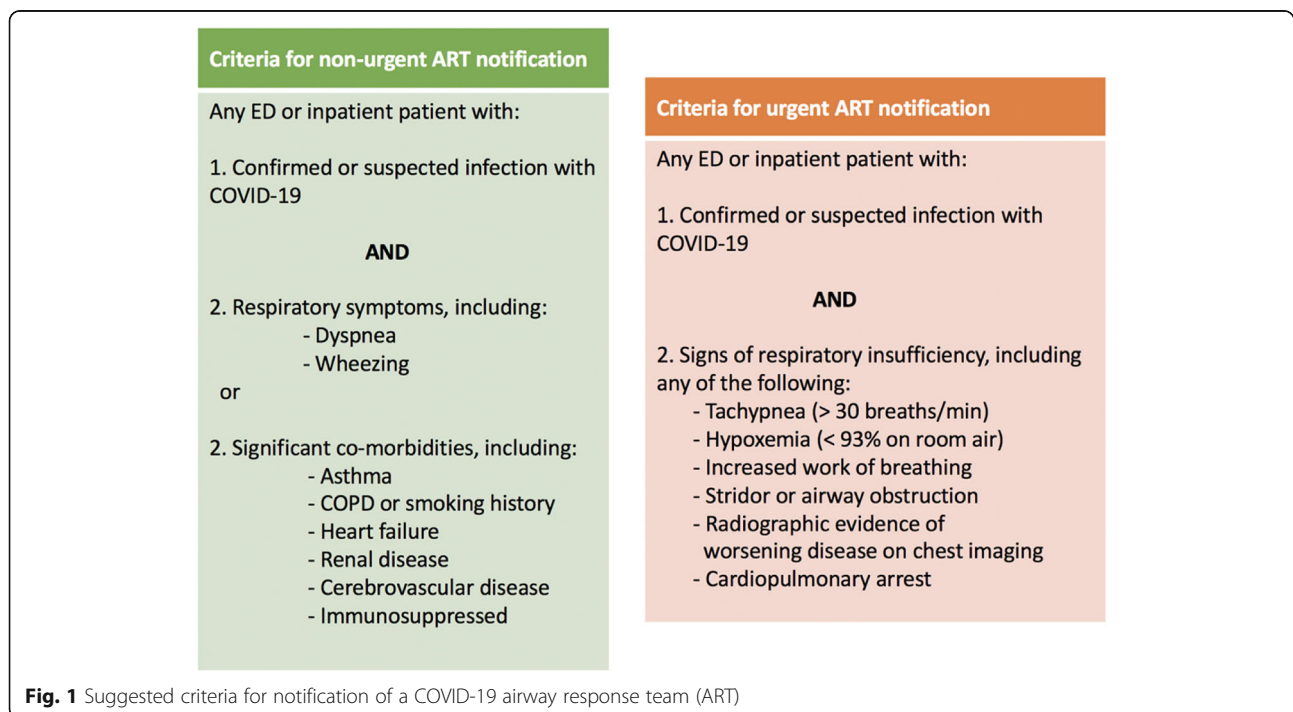 Criteria for non-urgent ART notification
Any ED or inpatient patient with:
1. Confirmed or suspected infection with
COVID-19
AND
2. Respiratory symptoms, including:
- Dyspnea
- Wheezing
or
2. Significant co-morbidities, including:
- Asthma
- COPD or smoking history
- Heart failure
- Renal disease
- Cerebrovascular disease
- Immunosuppressed
Criteria for urgent ART notification
Any ED or inpatient patient with:
1. Confirmed or suspected infection with
COVID-19
AND
2. Signs of respiratory insufficiency, including
any of the following:
- Tachypnea (> 30 breaths/min)
- Hypoxemia (< 93% on room air)
- Increased work of breathing
- Stridor or airway obstruction
- Radiographic evidence of
worsening disease on chest imaging
- Cardiopulmonary arrest
Fig. 1 Suggested criteria for notification of a COVID-19 airway response team (ART)